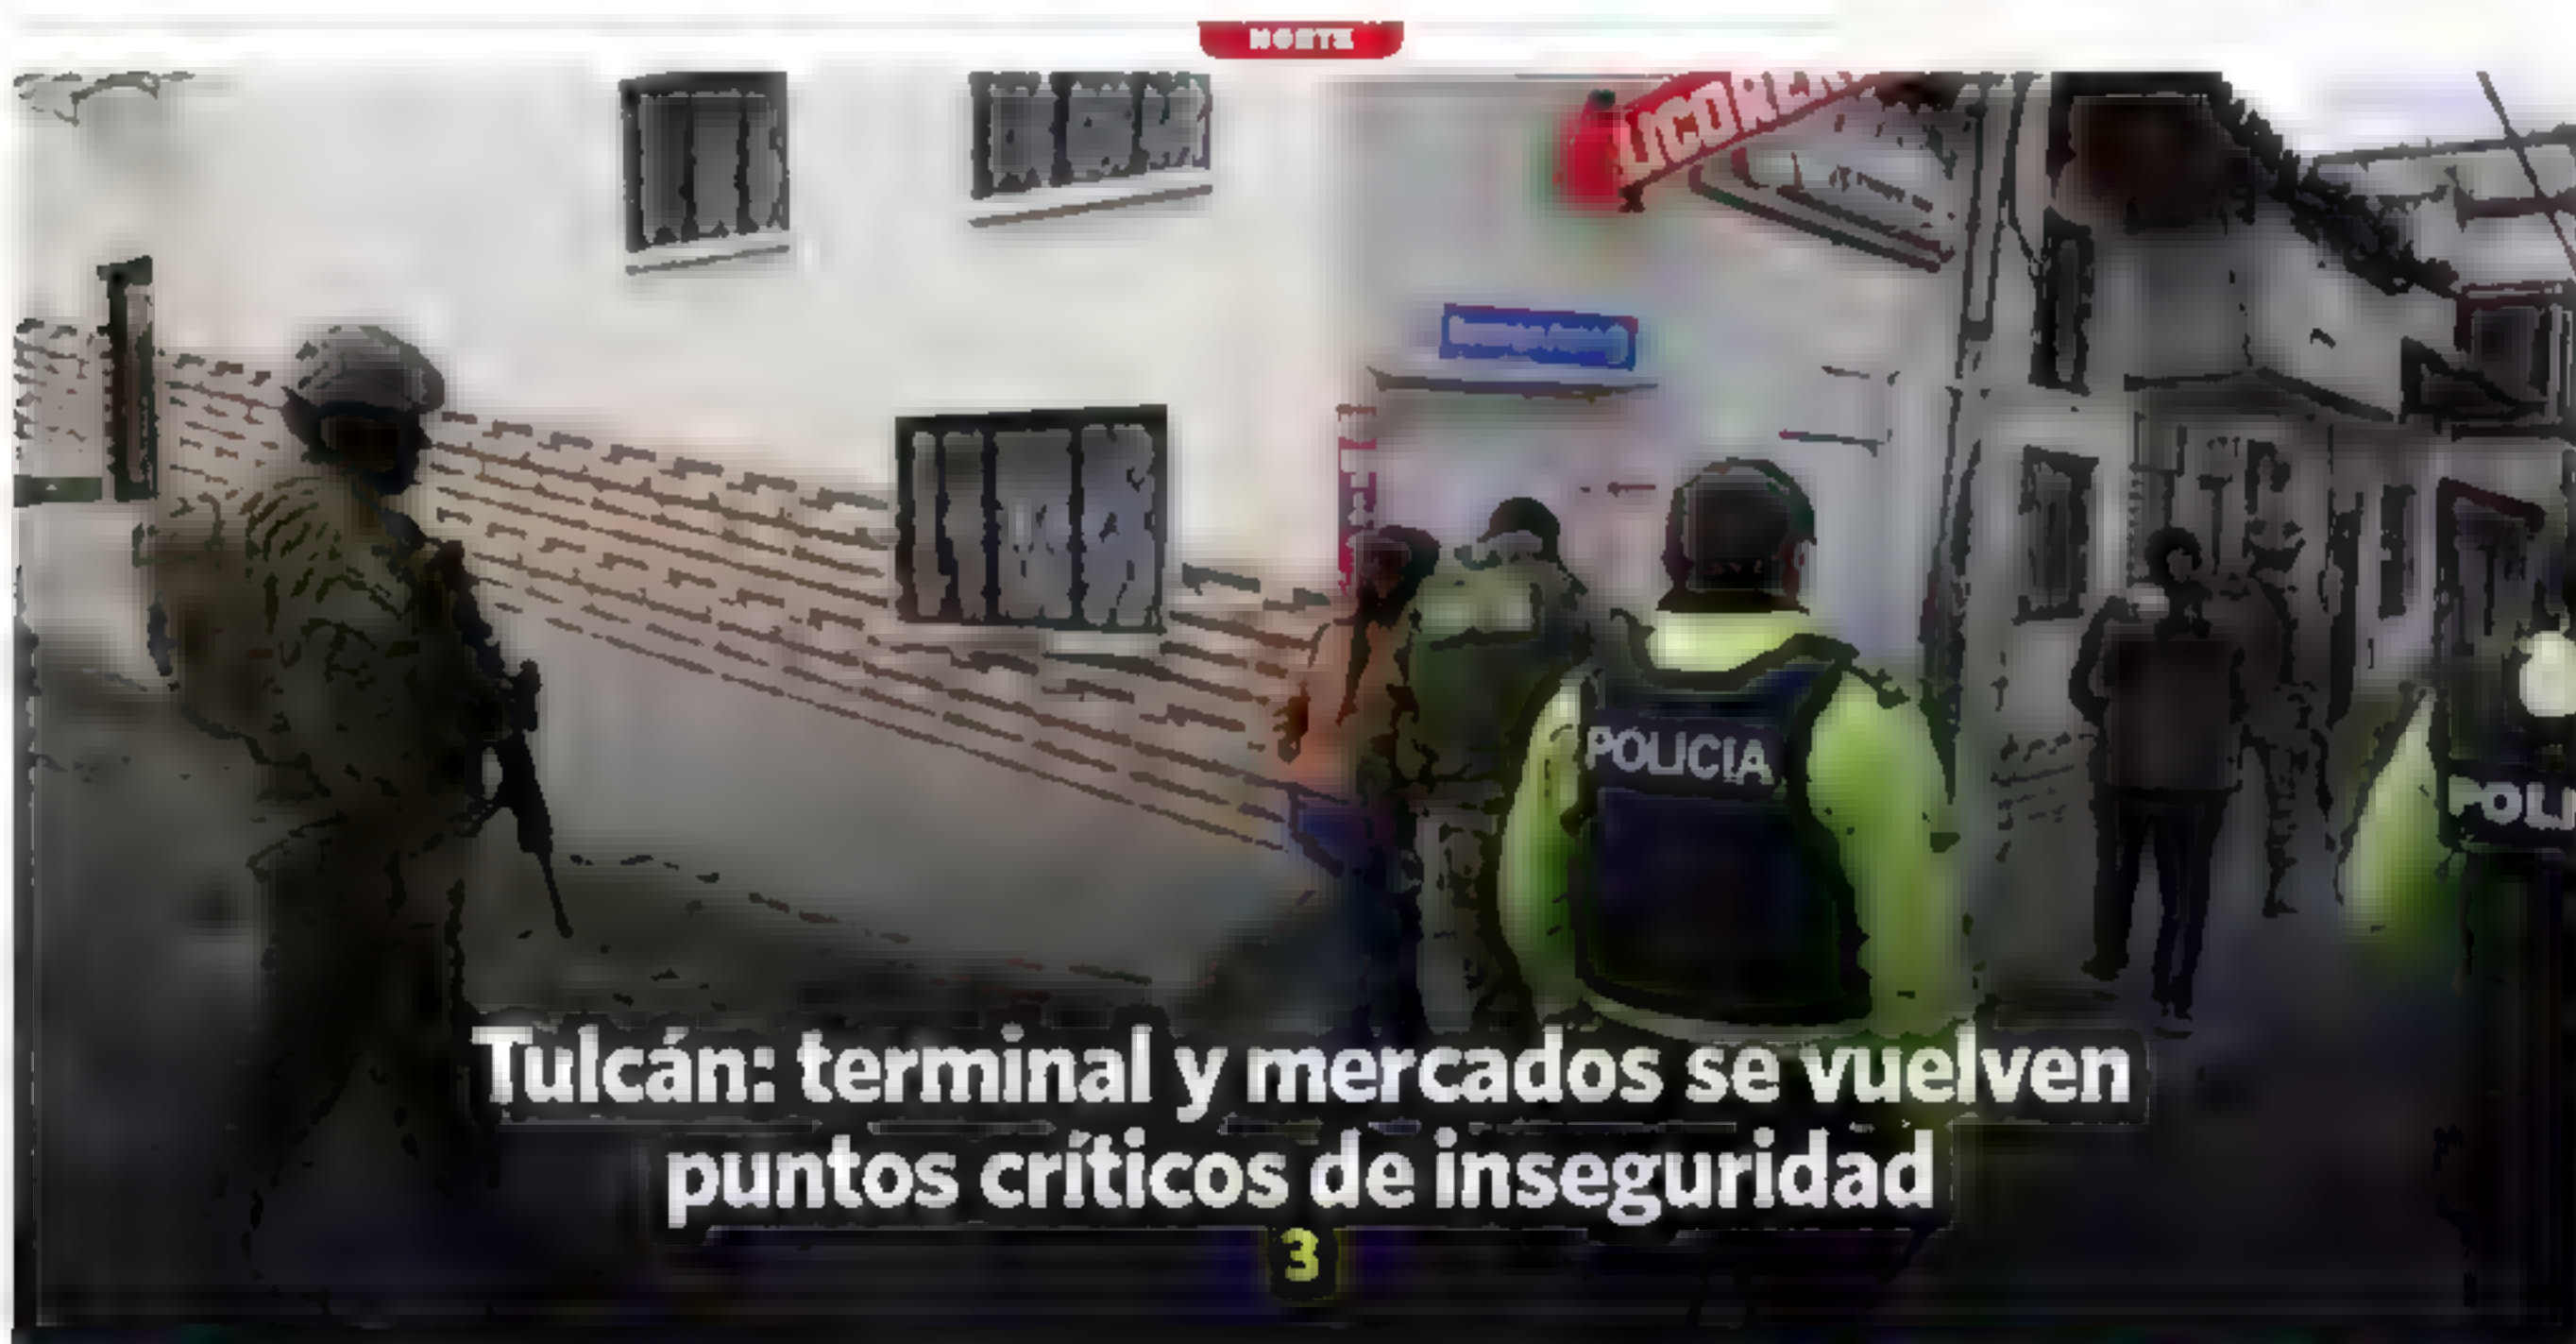 NORTE
LICORER
POLICIA
POLI
Tulcán: terminal y mercados se vuelven
puntos críticos de inseguridad
3